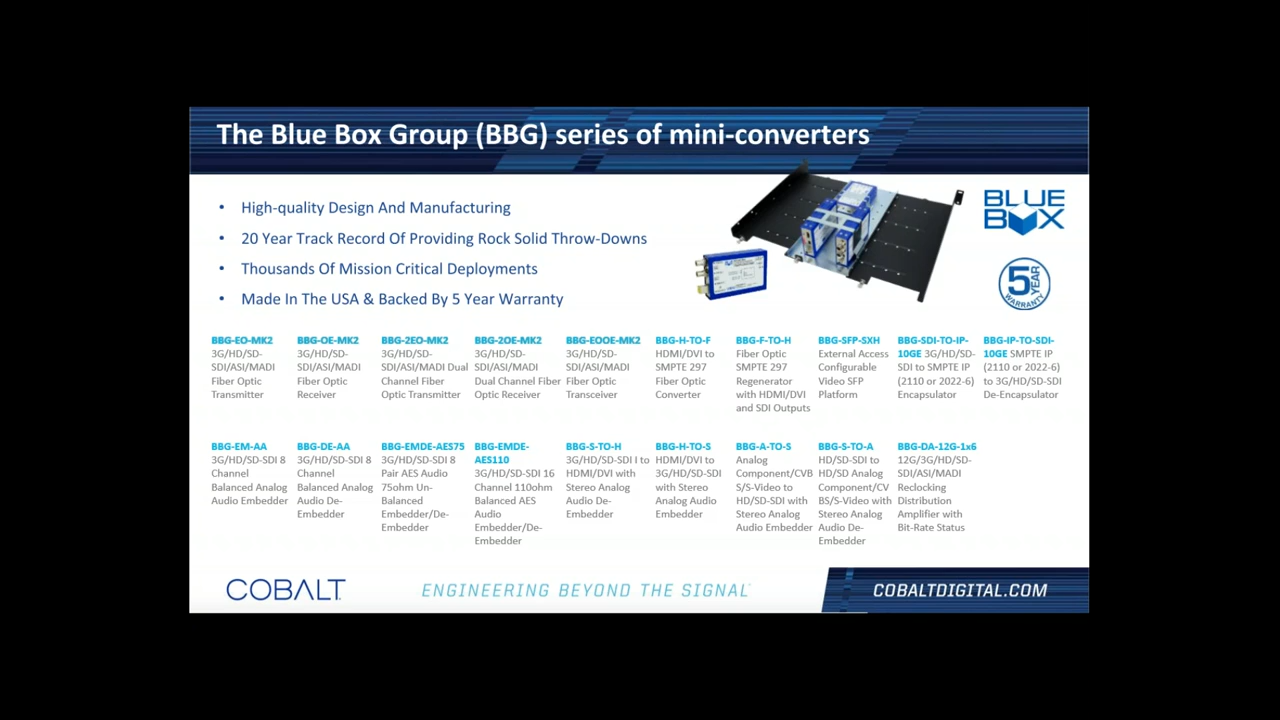 The Blue Box Group (BBG) series of mini-converters
• High-quality Design And Manufacturing
• 20 Year Track Record Of Providing Rock Solid Throw-Downs
• Thousands Of Mission Critical Deployments
• Made In The USA & Backed By 5 Year Warranty
BLUE
BOX
5 YEAR
WARRANTY
BBG-EO-MK2
3G/HD/SD-
SDI/ASI/MADI
Fiber Optic
Transmitter
BBG-OE-MK2
3G/HD/SD-
SDI/ASI/MADI
Fiber Optic
Receiver
BBG-2EO-MK2
3G/HD/SD-
SDI/ASI/MADI Dual
Channel Fiber
Optic Transmitter
BBG-2OE-MK2
3G/HD/SD-
SDI/ASI/MADI
Dual Channel Fiber
Optic Receiver
BBG-EOOE-MK2
3G/HD/SD-
SDI/ASI/MADI
Fiber Optic
Transceiver
BBG-H-TO-F
HDMI/DVI to
SMPTE 297
Fiber Optic
Converter
BBG-F-TO-H
Fiber Optic
SMPTE 297
Regenerator
with HDMI/DVI
and SDI Outputs
BBG-SFP-SXH
External Access
Configurable
Video SFP
Platform
BBG-SDI-TO-IP-
10GE 3G/HD/SD-
SDI to SMPTE IP
(2110 or 2022-6)
Encapsulator
BBG-IP-TO-SDI-
10GE SMPTE IP
(2110 or 2022-6)
to 3G/HD/SD-SDI
De-Encapsulator
BBG-EM-AA
3G/HD/SD-SDI 8
Channel
Balanced Analog
Audio Embedder
BBG-DE-AA
3G/HD/SD-SDI 8
Channel
Balanced Analog
Audio De-
Embedder
BBG-EMDE-AES75
3G/HD/SD-SDI 8
Pair AES Audio
75ohm Un-
Balanced
Embedder/De-
Embedder
BBG-EMDE-
AES110
3G/HD/SD-SDI 16
Channel 110ohm
Balanced AES
Audio
Embedder/De-
Embedder
BBG-S-TO-H
3G/HD/SD-SDI I to
HDMI/DVI with
Stereo Analog
Audio De-
Embedder
BBG-H-TO-S
HDMI/DVI to
3G/HD/SD-SDI
with Stereo
Analog Audio
Embedder
BBG-A-TO-S
Analog
Component/CVB
S/S-Video to
HD/SD-SDI with
Stereo Analog
Audio Embedder
BBG-S-TO-A
HD/SD-SDI to
HD/SD Analog
Component/CV
BS/S-Video with
Stereo Analog
Audio De-
Embedder
BBG-DA-12G-1x6
12G/3G/HD/SD-
SDI/ASI/MADI
Reclocking
Distribution
Amplifier with
Bit-Rate Status
COBALT
ENGINEERING BEYOND THE SIGNAL
COBALTDIGITAL.COM